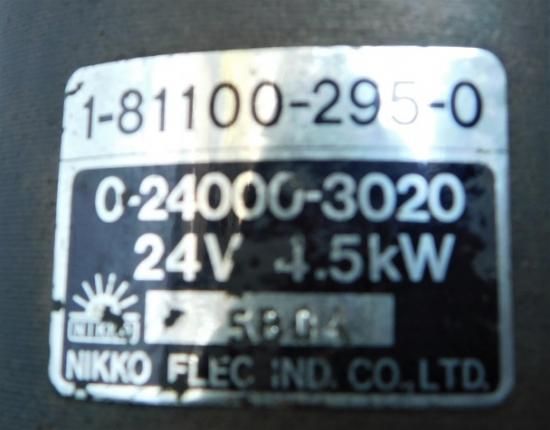 1-81100-295-0
0-24000-3020
24V 4.5kW
NIKKO ELEC IND. CO., LTD.